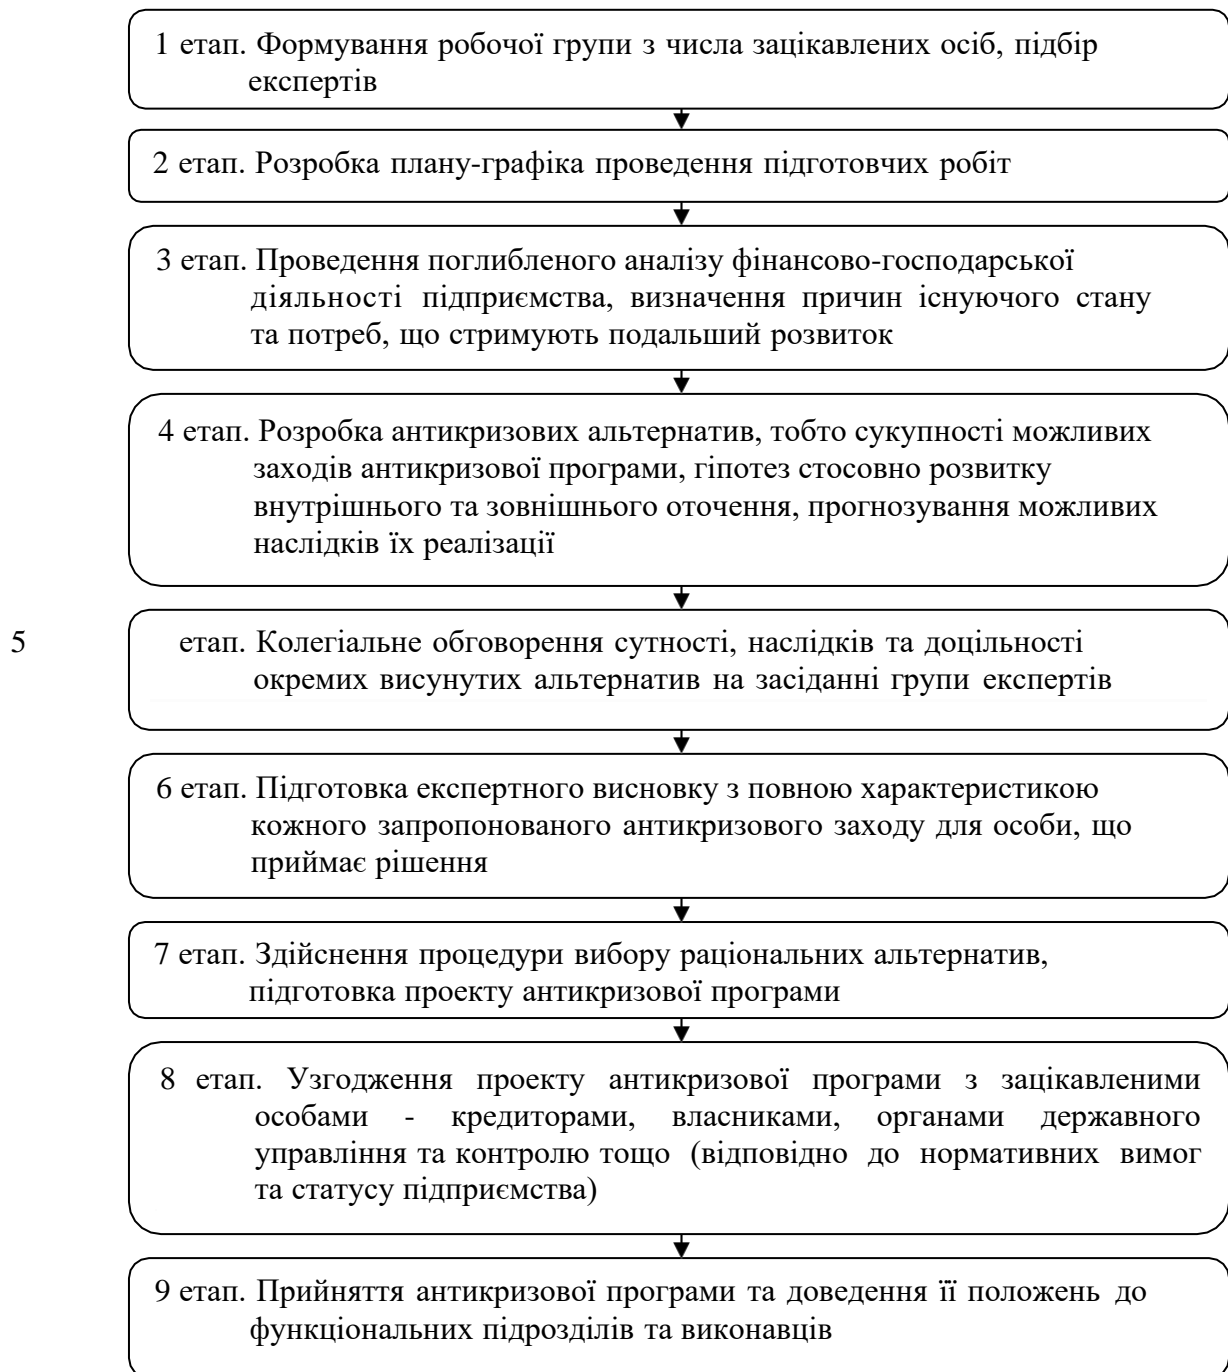 1 етап. Формування робочої групи з числа зацікавлених осіб, підбір
експертів
2 етап. Розробка плану-графіка проведення підготовчих робіт
3 етап. Проведення поглибленого аналізу фінансово-господарської
діяльності підприємства, визначення причин існуючого стану
та потреб, що стримують подальший розвиток
4 етап. Розробка антикризових альтернатив, тобто сукупності можливих
заходів антикризової програми, гіпотез стосовно розвитку
внутрішнього та зовнішнього оточення, прогнозування можливих
наслідків їх реалізації
5 етап. Колегіальне обговорення сутності, наслідків та доцільності
окремих висунутих альтернатив на засіданні групи експертів
6 етап. Підготовка експертного висновку з повною характеристикою
кожного запропонованого антикризового заходу для особи, що
приймає рішення
7 етап. Здійснення процедури вибору раціональних альтернатив,
підготовка проекту антикризової програми
8 етап. Узгодження проекту антикризової програми з зацікавленими
особами - кредиторами, власниками, органами державного
управління та контролю тощо (відповідно до нормативних вимог
та статусу підприємства)
9 етап. Прийняття антикризової програми та доведення її положень до
функціональних підрозділів та виконавців